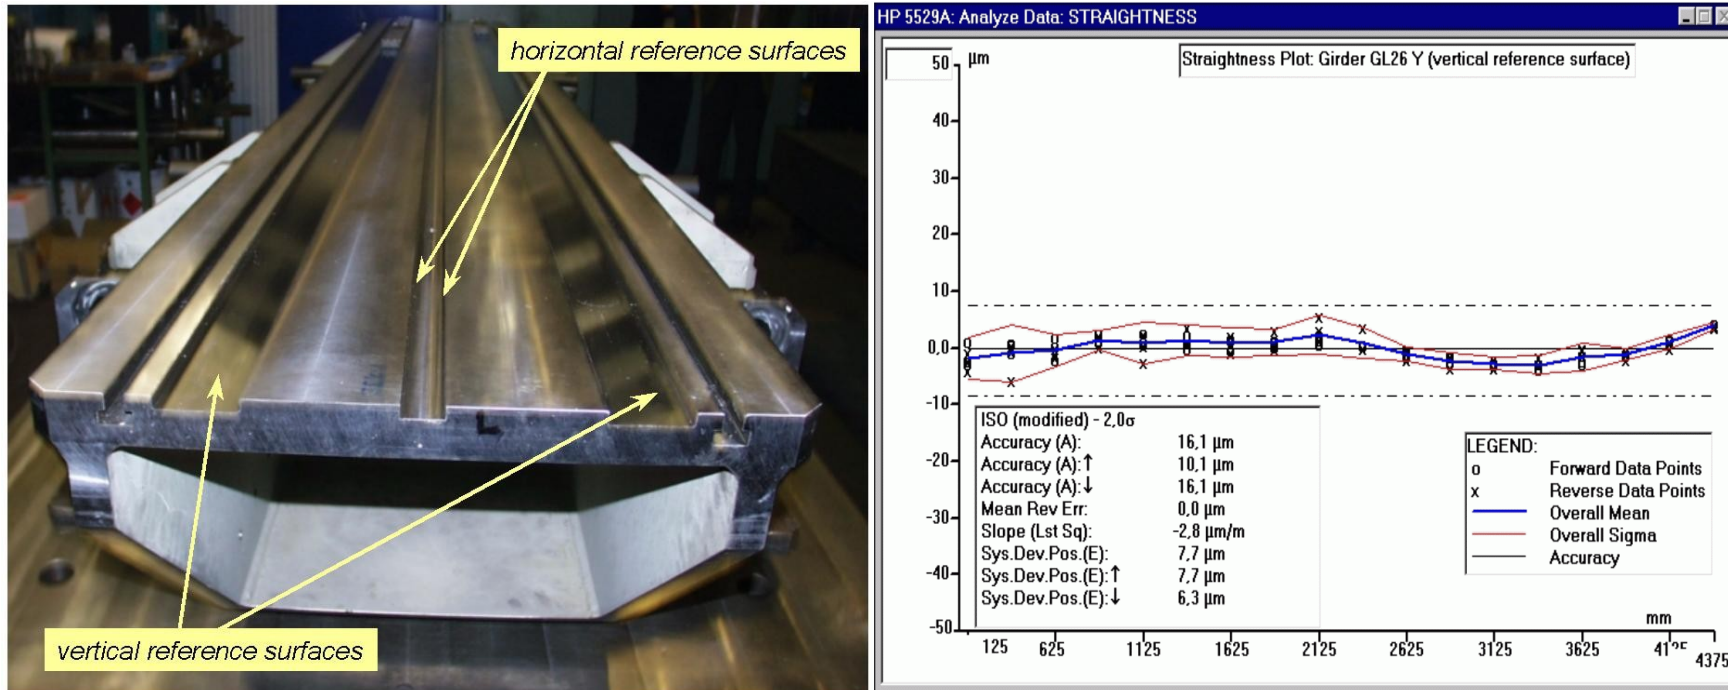 horizontal reference surfaces
vertical reference surfaces
L
HP 5529A: Analyze Data: STRAIGHTNESS
Straightness Plot: Girder GL26 Y (vertical reference surface)
µm
50
40
30
20
10
0,0
-10
-20
-30
-40
-50
ISO (modified) - 2,0σ
Accuracy (A): 16,1 µm
Accuracy (A):↑ 10,1 µm
Accuracy (A):↓ 16,1 µm
Mean Rev Err: 0,0 µm
Slope (Lst Sq): -2,8 µm/m
Sys.Dev.Pos.(E): 7,7 µm
Sys.Dev.Pos.(E):↑ 7,7 µm
Sys.Dev.Pos.(E):↓ 6,3 µm
LEGEND:
o Forward Data Points
x Reverse Data Points
Overall Mean
Overall Sigma
Accuracy
mm
125 625 1125 1625 2125 2625 3125 3625 4375